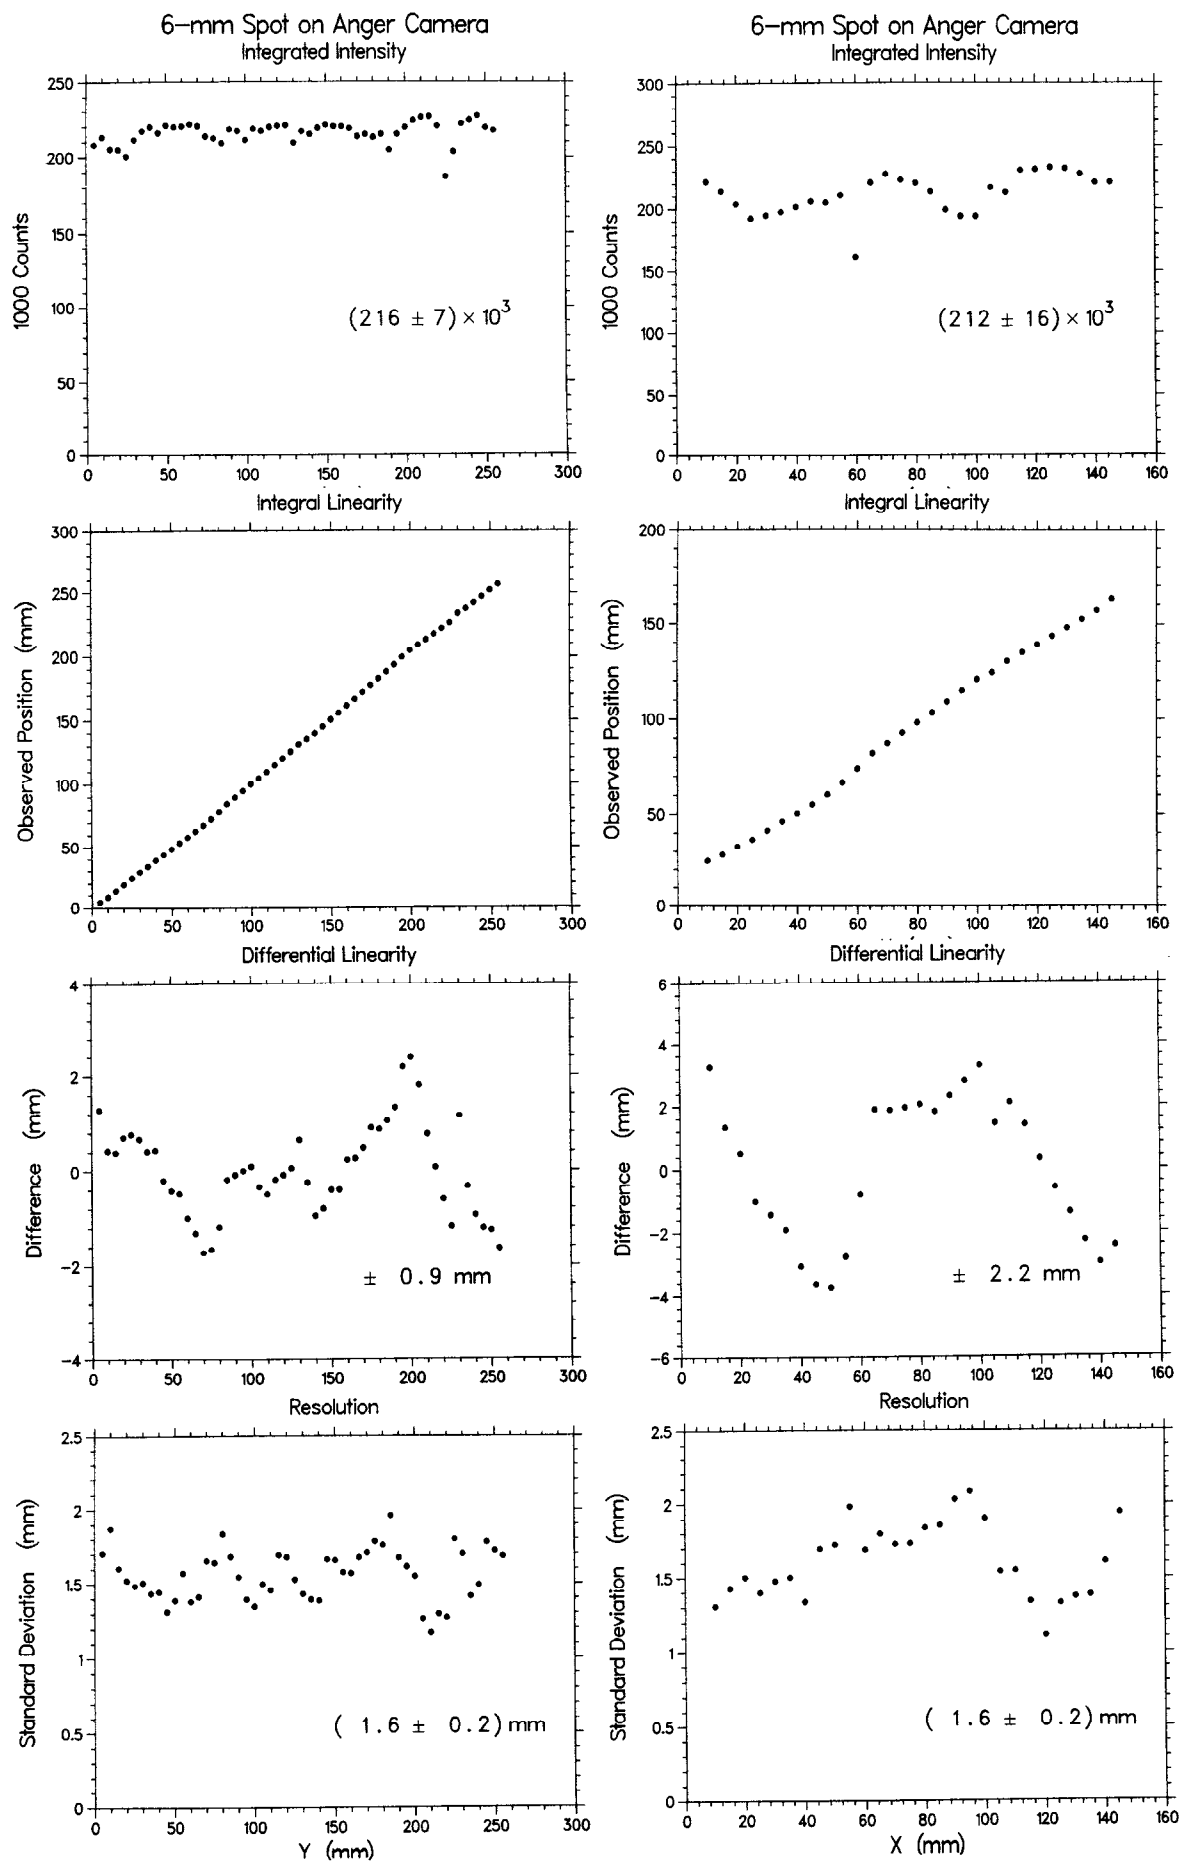 6-mm Spot on Anger Camera
Integrated Intensity
250
200
150
100
50
0
1000 Counts
(216 ± 7) × 10³
0 50 100 150 200 250 300
Integral Linearity
300
250
200
150
100
50
0
Observed Position (mm)
0 50 100 150 200 250 300
Differential Linearity
4
2
0
-2
-4
Difference (mm)
± 0.9 mm
0 50 100 150 200 250 300
Resolution
2.5
2
1.5
1
0.5
0
Standard Deviation (mm)
( 1.6 ± 0.2) mm
0 50 100 150 200 250 300
Y (mm)
6-mm Spot on Anger Camera
Integrated Intensity
300
250
200
150
100
50
0
1000 Counts
(212 ± 16) × 10³
0 20 40 60 80 100 120 140 160
Integral Linearity
200
150
100
50
0
Observed Position (mm)
0 20 40 60 80 100 120 140 160
Differential Linearity
6
4
2
0
-2
-4
-6
Difference (mm)
± 2.2 mm
0 20 40 60 80 100 120 140 160
Resolution
2.5
2
1.5
1
0.5
0
Standard Deviation (mm)
( 1.6 ± 0.2) mm
0 20 40 60 80 100 120 140 160
X (mm)